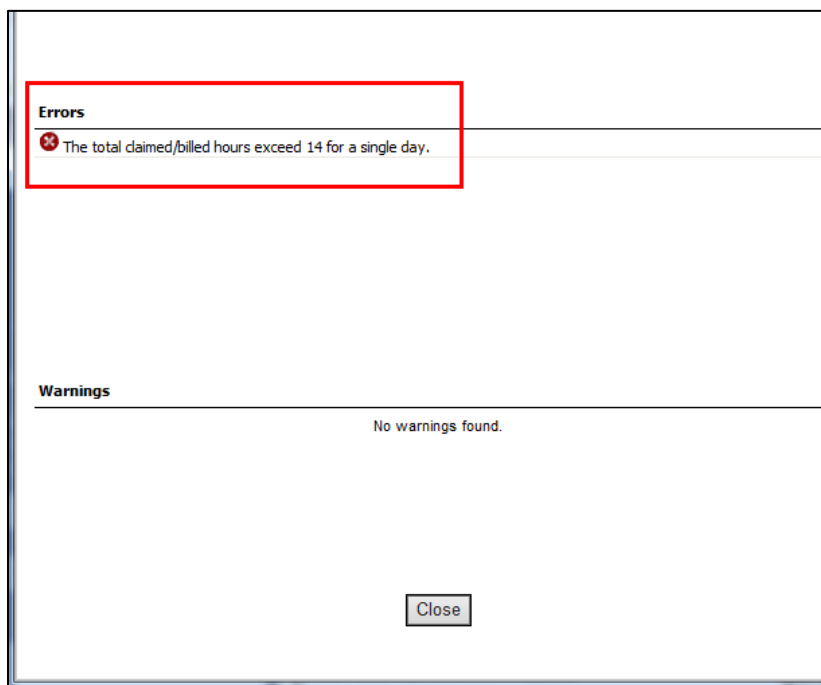 Errors
The total claimed/billed hours exceed 14 for a single day.
Warnings
No warnings found.
Close